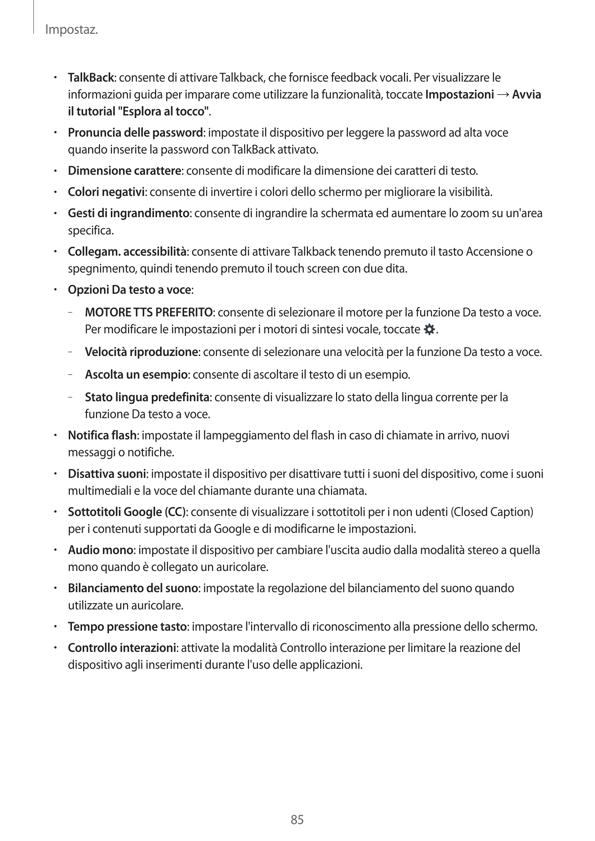 Impostaz.
• TalkBack: consente di attivare Talkback, che fornisce feedback vocali. Per visualizzare le
informazioni guida per imparare come utilizzare la funzionalità, toccate Impostazioni → Avvia
il tutorial "Esplora al tocco".
• Pronuncia delle password: impostate il dispositivo per leggere la password ad alta voce
quando inserite la password con TalkBack attivato.
• Dimensione carattere: consente di modificare la dimensione dei caratteri di testo.
• Colori negativi: consente di invertire i colori dello schermo per migliorare la visibilità.
• Gesti di ingrandimento: consente di ingrandire la schermata ed aumentare lo zoom su un'area
specifica.
• Collegam. accessibilità: consente di attivare Talkback tenendo premuto il tasto Accensione o
spegnimento, quindi tenendo premuto il touch screen con due dita.
• Opzioni Da testo a voce:
– MOTORE TTS PREFERITO: consente di selezionare il motore per la funzione Da testo a voce.
Per modificare le impostazioni per i motori di sintesi vocale, toccate .
– Velocità riproduzione: consente di selezionare una velocità per la funzione Da testo a voce.
– Ascolta un esempio: consente di ascoltare il testo di un esempio.
– Stato lingua predefinita: consente di visualizzare lo stato della lingua corrente per la
funzione Da testo a voce.
• Notifica flash: impostate il lampeggiamento del flash in caso di chiamate in arrivo, nuovi
messaggi o notifiche.
• Disattiva suoni: impostate il dispositivo per disattivare tutti i suoni del dispositivo, come i suoni
multimediali e la voce del chiamante durante una chiamata.
• Sottotitoli Google (CC): consente di visualizzare i sottotitoli per i non udenti (Closed Caption)
per i contenuti supportati da Google e di modificarne le impostazioni.
• Audio mono: impostate il dispositivo per cambiare l'uscita audio dalla modalità stereo a quella
mono quando è collegato un auricolare.
• Bilanciamento del suono: impostate la regolazione del bilanciamento del suono quando
utilizzate un auricolare.
• Tempo pressione tasto: impostare l'intervallo di riconoscimento alla pressione dello schermo.
• Controllo interazioni: attivate la modalità Controllo interazione per limitare la reazione del
dispositivo agli inserimenti durante l'uso delle applicazioni.
85